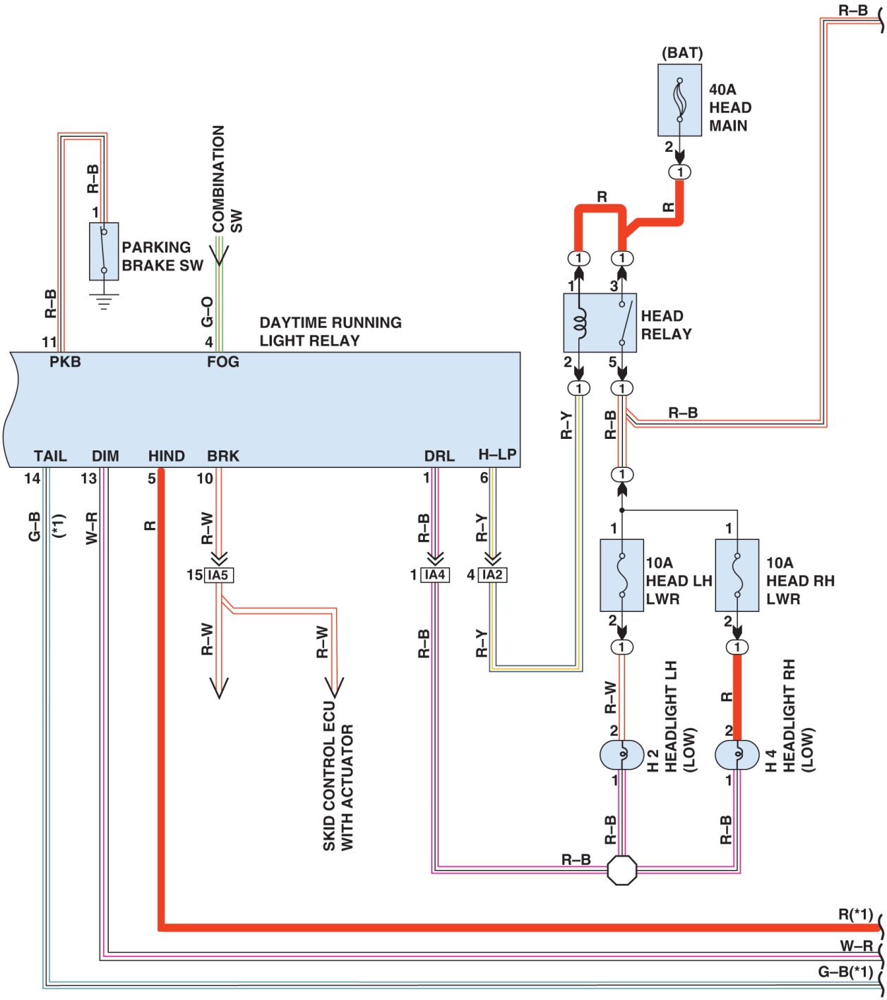 R–B
(BAT)
40A
HEAD
MAIN
2
1
R
R
R–B
1
PARKING
BRAKE SW
COMBINATION
SW
1
1
1
3
HEAD
RELAY
R–B
11
G–O
4
DAYTIME RUNNING
LIGHT RELAY
2
5
1
1
PKB
FOG
R–Y
R–B
R–B
TAIL
DIM
HIND
BRK
DRL
H–LP
14
13
5
10
1
6
1
G–B
(*1)
W–R
R
R–W
R–B
R–Y
1
1
15
IA5
1
IA4
4
IA2
10A
HEAD LH
LWR
10A
HEAD RH
LWR
2
2
1
1
R–W
R–W
R–B
R–Y
R–W
R
2
2
H 2
HEADLIGHT LH
(LOW)
H 4
HEADLIGHT RH
(LOW)
SKID CONTROL ECU
WITH ACTUATOR
1
1
R–B
R–B
R–B
R(*1)
W–R
G–B(*1)